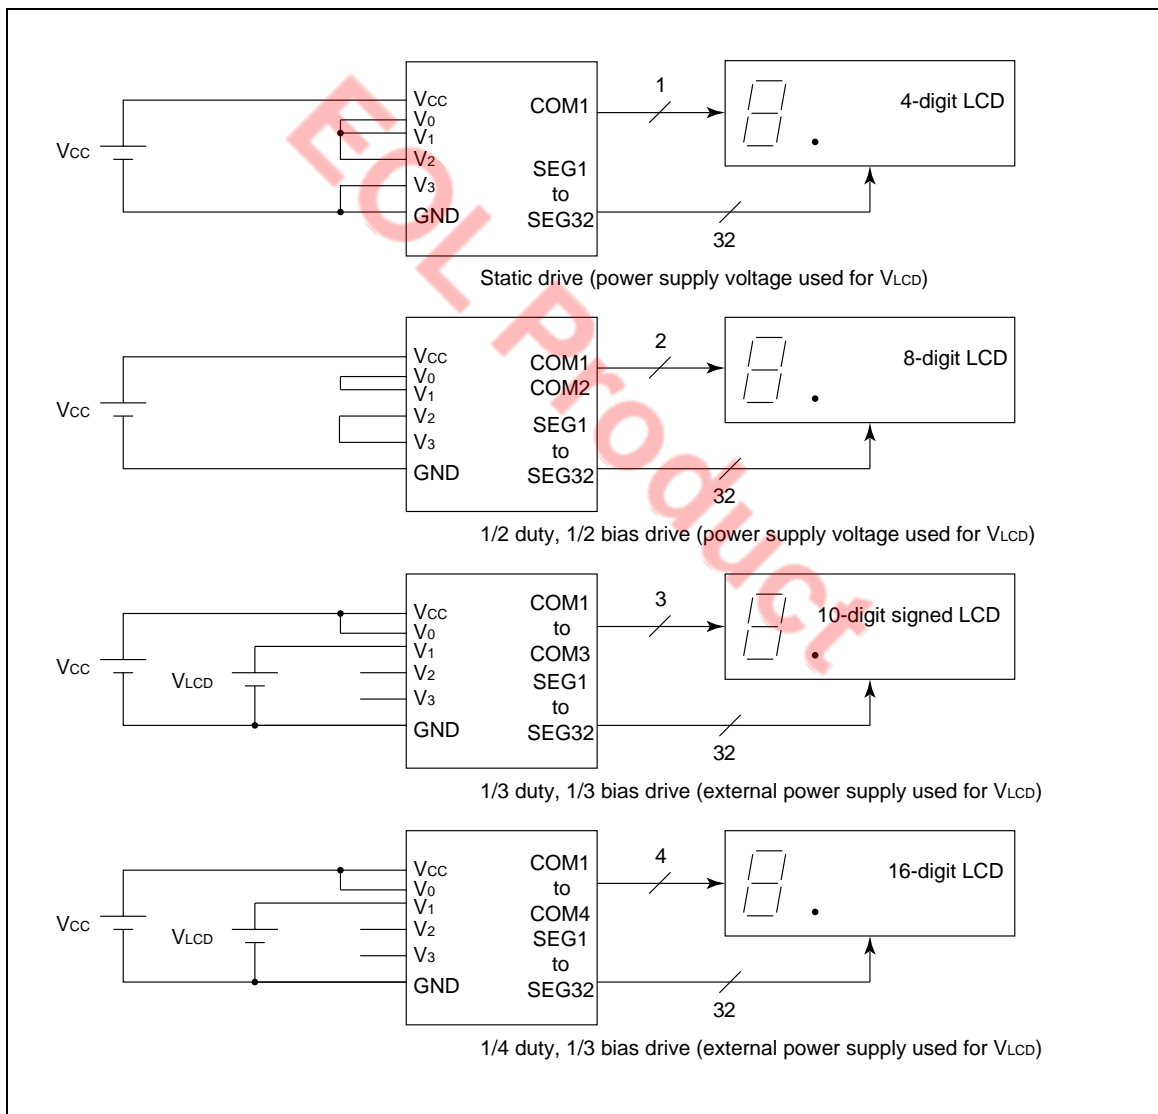 VCC
V0
V1
V2
V3
GND
VCC
COM1
SEG1
to
SEG32
1
32
4-digit LCD
Static drive (power supply voltage used for VLCD)
VCC
V0
V1
V2
V3
GND
VCC
COM1
COM2
SEG1
to
SEG32
2
32
8-digit LCD
1/2 duty, 1/2 bias drive (power supply voltage used for VLCD)
VCC
V0
V1
V2
V3
GND
VCC
VLCD
COM1
to
COM3
SEG1
to
SEG32
3
32
10-digit signed LCD
1/3 duty, 1/3 bias drive (external power supply used for VLCD)
VCC
V0
V1
V2
V3
GND
VCC
VLCD
COM1
to
COM4
SEG1
to
SEG32
4
32
16-digit LCD
1/4 duty, 1/3 bias drive (external power supply used for VLCD)
EOL Product